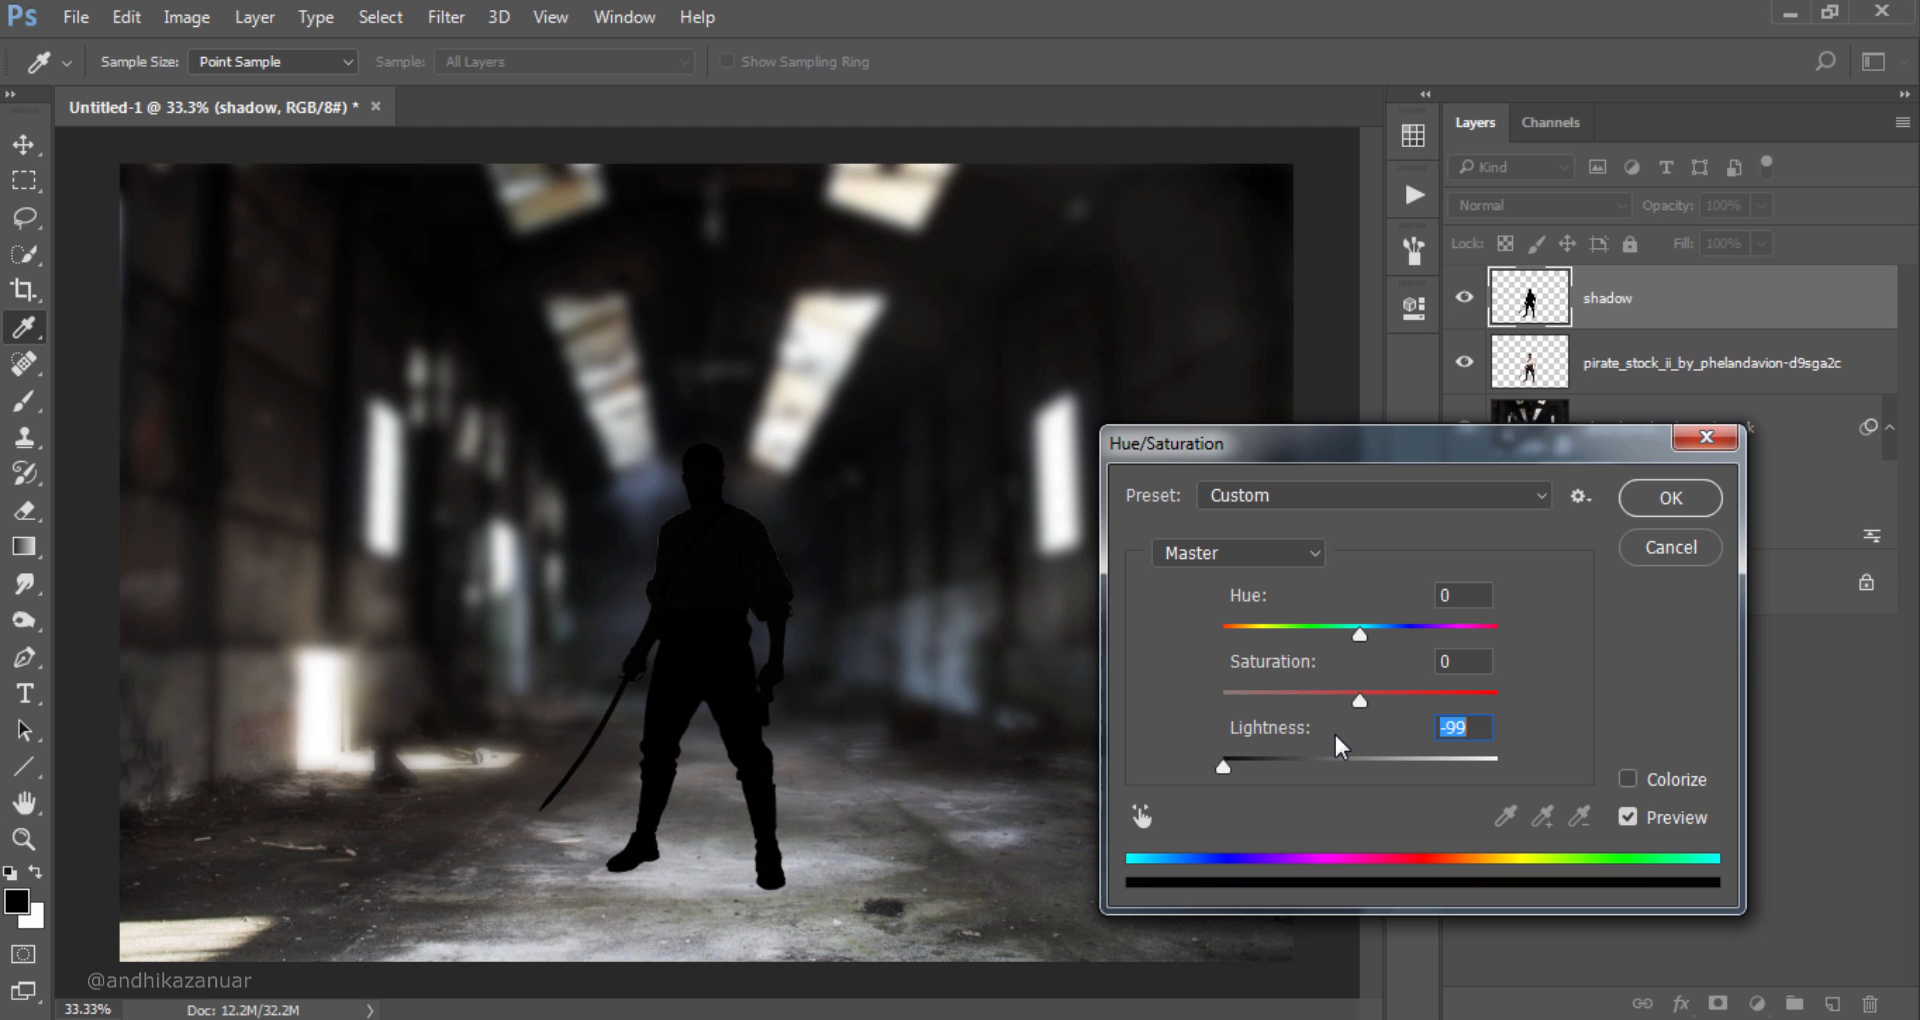 Ps File Edit Image Layer Type Select Filter 3D View Window Help
Sample Size: Point Sample Sample: All Layers Show Sampling Ring
Untitled-1 @ 33.3% (shadow, RGB/8#) *
Layers Channels
Kind
Normal Opacity: 100%
Lock: Fill: 100%
shadow
pirate_stock_ii_by_phelandavion-d9sga2c
Hue/Saturation
Preset: Custom OK
Cancel
Master
Hue: 0
Saturation: 0
Lightness: -99
Colorize
Preview
@andhikazanuar
33.33% Doc: 12.2M/32.2M
fx